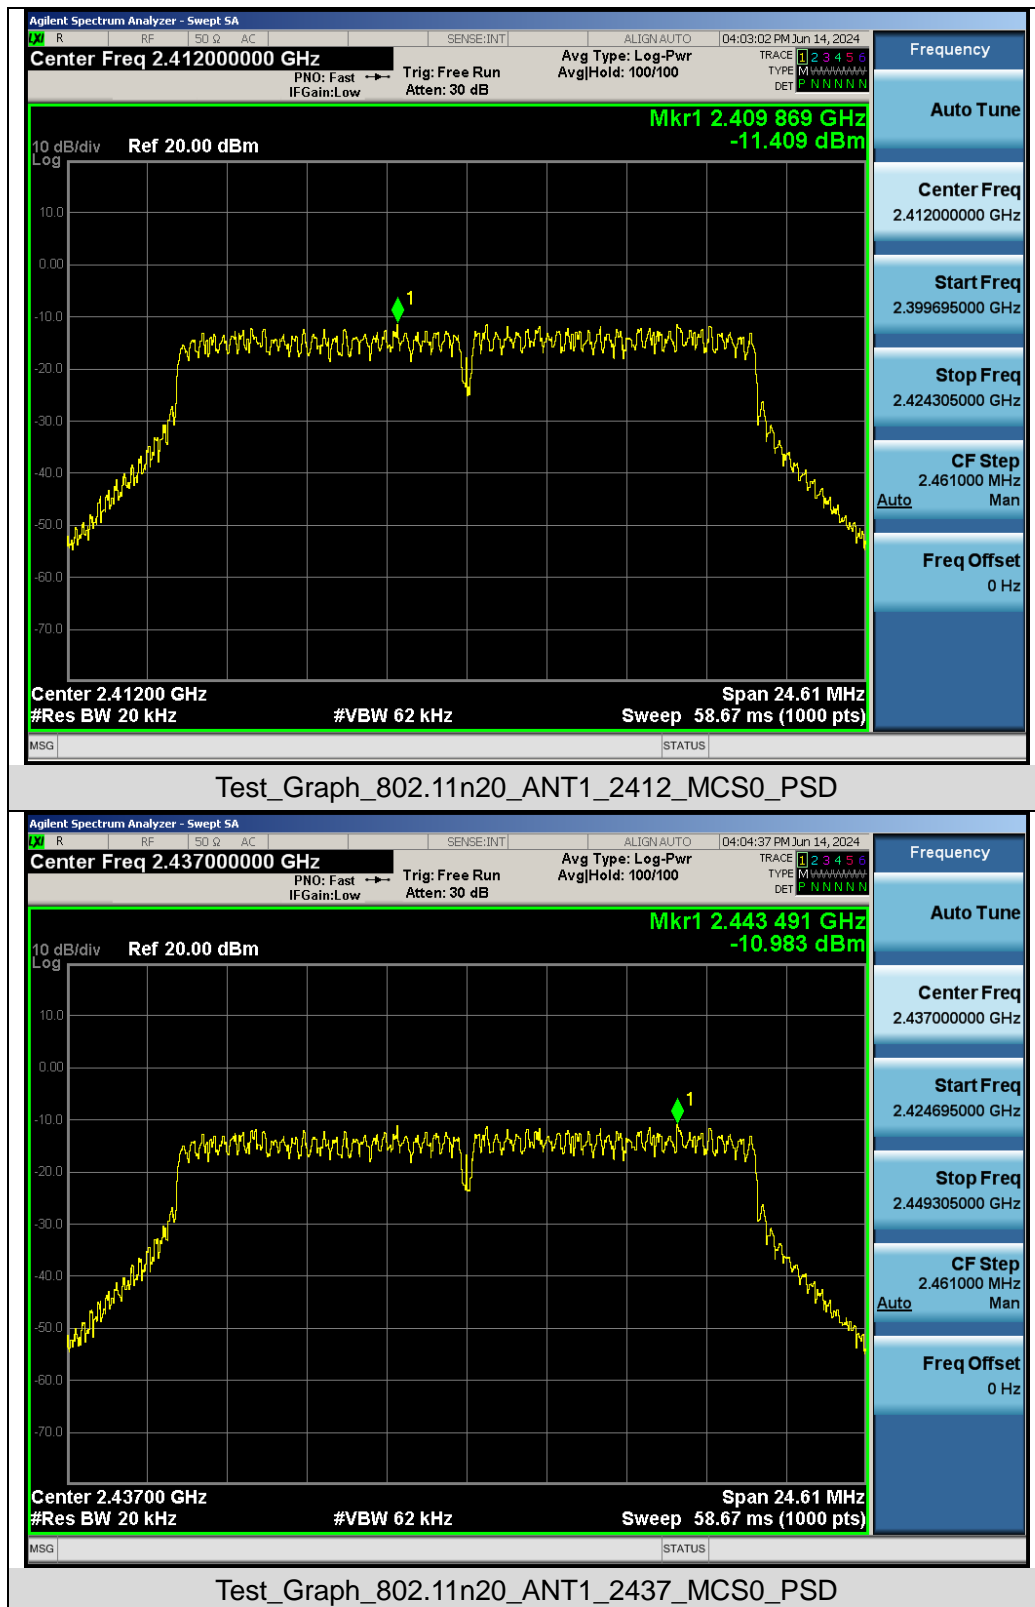 Agilent Spectrum Analyzer - Swept SA
LXI R RF 50 Ω AC SENSE:INT ALIGN AUTO 04:03:02 PM Jun 14, 2024
Center Freq 2.412000000 GHz Avg Type: Log-Pwr TRACE 1 2 3 4 5 6
PNO: Fast Trig: Free Run Avg|Hold: 100/100 TYPE M WWWWW
IFGain:Low Atten: 30 dB DET P N N N N N
Mkr1 2.409 869 GHz
10 dB/div Ref 20.00 dBm -11.409 dBm
Log
10.0
0.00
1
-10.0
-20.0
-30.0
-40.0
-50.0
-60.0
-70.0
Center 2.41200 GHz Span 24.61 MHz
#Res BW 20 kHz #VBW 62 kHz Sweep 58.67 ms (1000 pts)
MSG STATUS
Frequency
Auto Tune
Center Freq
2.412000000 GHz
Start Freq
2.399695000 GHz
Stop Freq
2.424305000 GHz
CF Step
2.461000 MHz
Auto Man
Freq Offset
0 Hz
Test_Graph_802.11n20_ANT1_2412_MCS0_PSD
Agilent Spectrum Analyzer - Swept SA
LXI R RF 50 Ω AC SENSE:INT ALIGN AUTO 04:04:37 PM Jun 14, 2024
Center Freq 2.437000000 GHz Avg Type: Log-Pwr TRACE 1 2 3 4 5 6
PNO: Fast Trig: Free Run Avg|Hold: 100/100 TYPE M WWWWW
IFGain:Low Atten: 30 dB DET P N N N N N
Mkr1 2.443 491 GHz
10 dB/div Ref 20.00 dBm -10.983 dBm
Log
10.0
0.00
1
-10.0
-20.0
-30.0
-40.0
-50.0
-60.0
-70.0
Center 2.43700 GHz Span 24.61 MHz
#Res BW 20 kHz #VBW 62 kHz Sweep 58.67 ms (1000 pts)
MSG STATUS
Frequency
Auto Tune
Center Freq
2.437000000 GHz
Start Freq
2.424695000 GHz
Stop Freq
2.449305000 GHz
CF Step
2.461000 MHz
Auto Man
Freq Offset
0 Hz
Test_Graph_802.11n20_ANT1_2437_MCS0_PSD